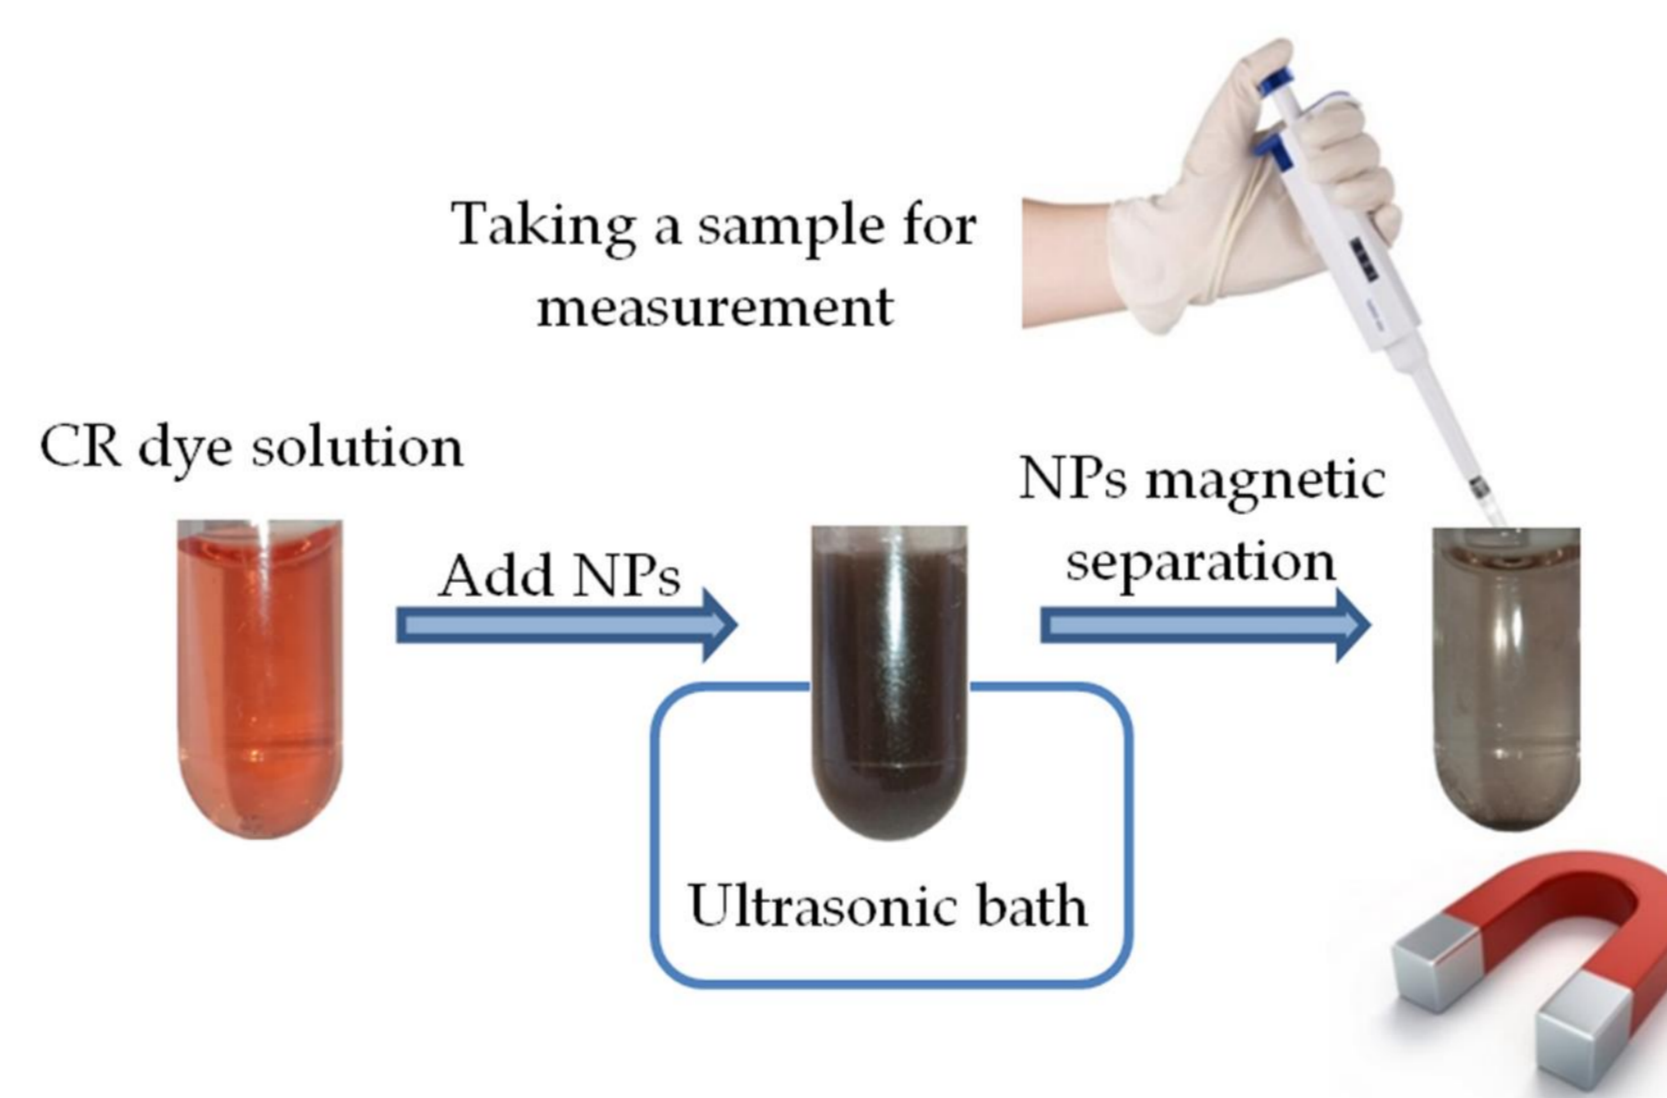 Taking a sample for
measurement
CR dye solution
Add NPs
NPs magnetic
separation
Ultrasonic bath